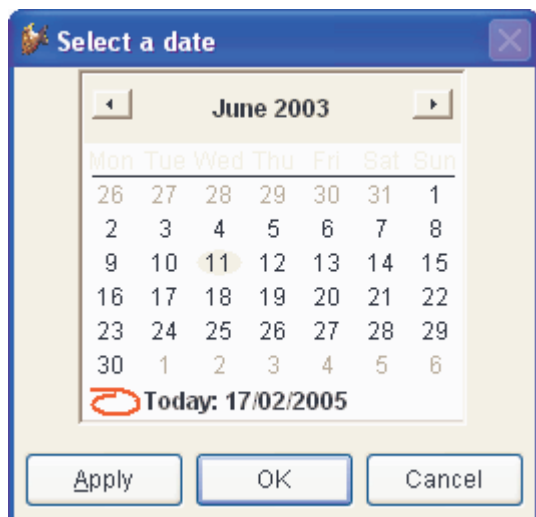 Select a date
June 2003
Mon Tue Wed Thu Fri Sat Sun
26 27 28 29 30 31 1
2 3 4 5 6 7 8
9 10 11 12 13 14 15
16 17 18 19 20 21 22
23 24 25 26 27 28 29
30 1 2 3 4 5 6
Today: 17/02/2005
Apply OK Cancel